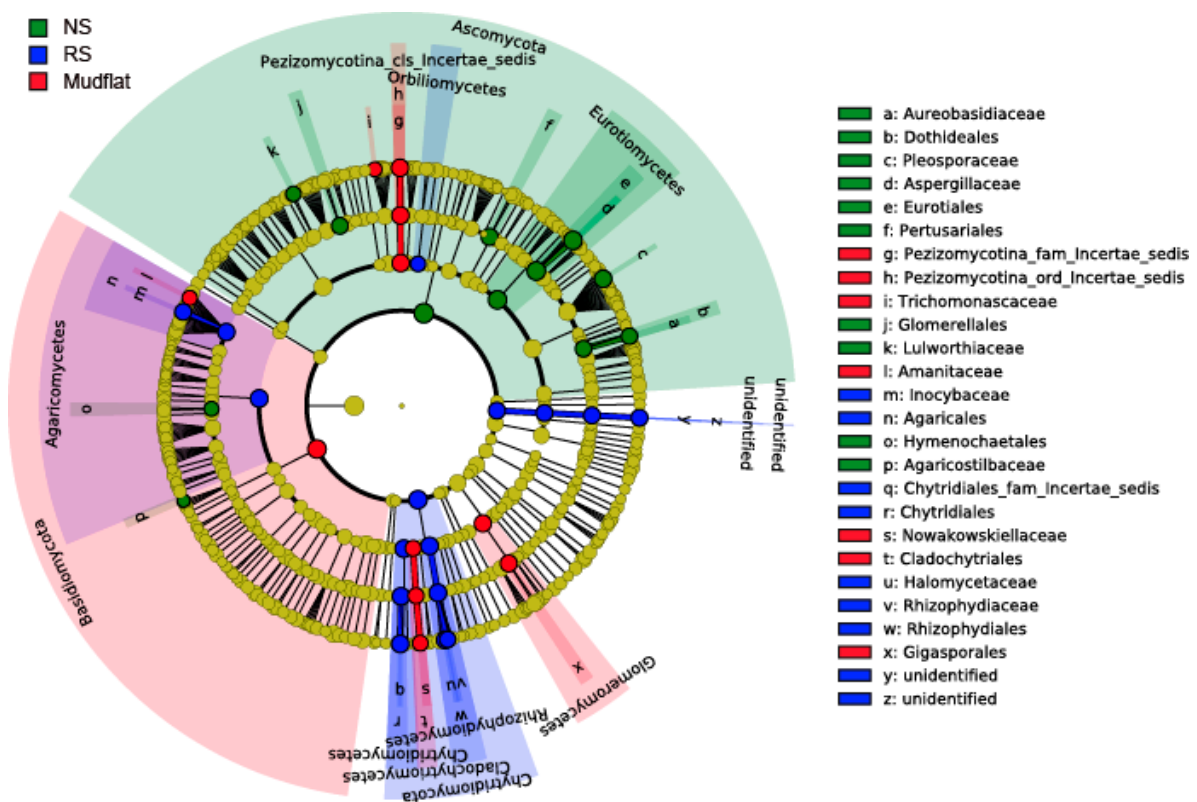 NS
RS
Mudflat
Ascomycota
Pezizomycotina_cls_Incertae_sedis
Orbiliomycetes
Eurotiomycetes
h
g
i
j
k
f
e
d
c
b
a
unidentified
unidentified
y
z
l
m
n
Agaricomycetes
o
p
Basidiomycota
q
r
s
t
vu
w
Rhizophydiomycetes
Chytridiomycetes
Cladochytriomycetes
Chytridiomycota
x
Glomeromycetes
a: Aureobasidiaceae
b: Dothideales
c: Pleosporaceae
d: Aspergillaceae
e: Eurotiales
f: Pertusariales
g: Pezizomycotina_fam_Incertae_sedis
h: Pezizomycotina_ord_Incertae_sedis
i: Trichomonascaceae
j: Glomerellales
k: Lulworthiaceae
l: Amanitaceae
m: Inocybaceae
n: Agaricales
o: Hymenochaetales
p: Agaricostilbaceae
q: Chytridiales_fam_Incertae_sedis
r: Chytridiales
s: Nowakowskiellaceae
t: Cladochytriales
u: Halomycetaceae
v: Rhizophydiaceae
w: Rhizophydiales
x: Gigasporales
y: unidentified
z: unidentified